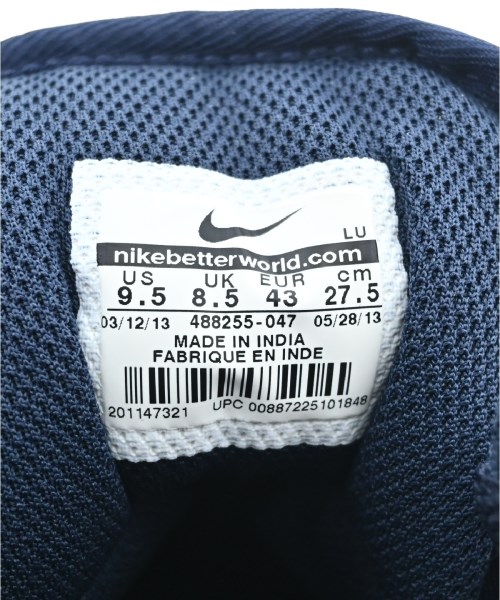 LU
nikebetterworld.com
US UK EUR cm
9.5 8.5 43 27.5
03/12/13 488255-047 05/28/13
MADE IN INDIA
FABRIQUE EN INDE
201147321 UPC 00887225101848